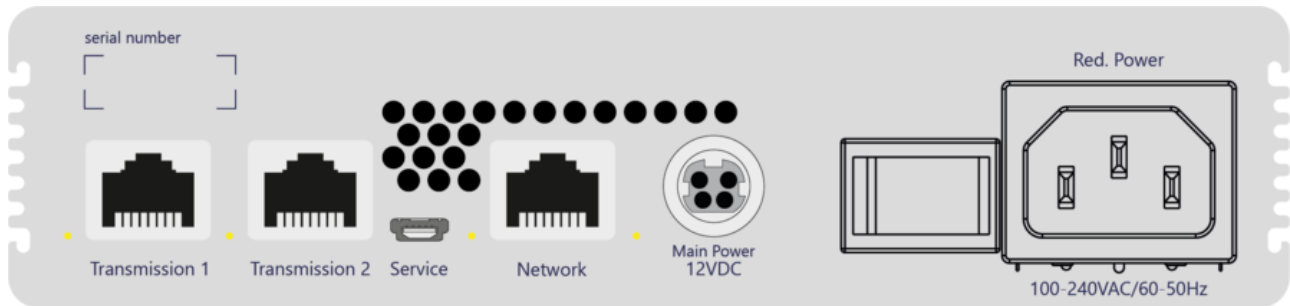 serial number
Red. Power
Transmission 1
Transmission 2
Service
Network
Main Power
12VDC
100-240VAC/60-50Hz